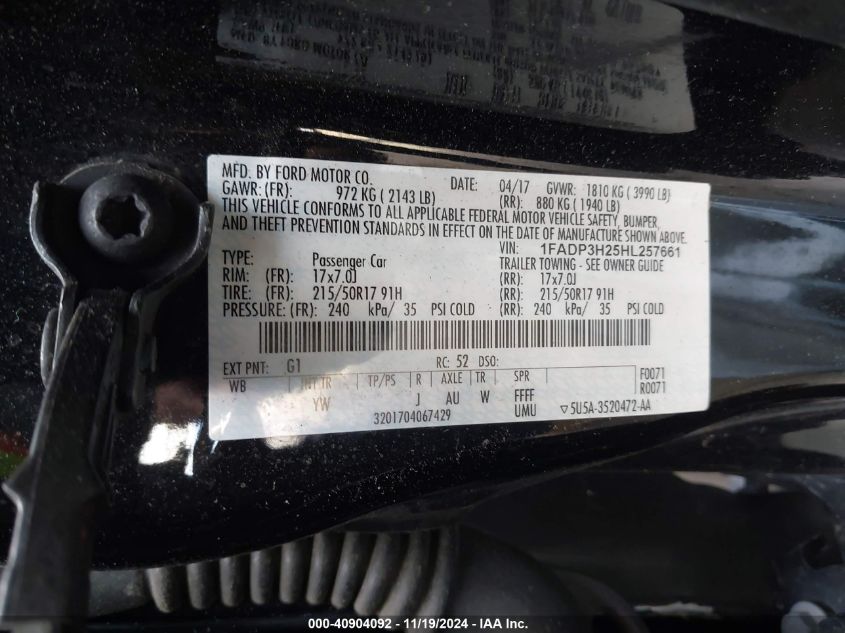 MFD. BY FORD MOTOR CO. DATE: 04/17 GVWR: 1810 KG ( 3990 LB)
GAWR: (FR): 972 KG ( 2143 LB) (RR): 880 KG ( 1940 LB)
THIS VEHICLE CONFORMS TO ALL APPLICABLE FEDERAL MOTOR VEHICLE SAFETY, BUMPER,
AND THEFT PREVENTION STANDARDS IN EFFECT ON THE DATE OF MANUFACTURE SHOWN ABOVE.
VIN: 1FADP3H25HL257661
TYPE: Passenger Car TRAILER TOWING - SEE OWNER GUIDE
RIM: (FR): 17x7.0J (RR): 17x7.0J
TIRE: (FR): 215/50R17 91H (RR): 215/50R17 91H
PRESSURE: (FR): 240 kPa/ 35 PSI COLD (RR): 240 kPa/ 35 PSI COLD
EXT PNT: G1 RC: 52 DSO: F0071
WB INT TR TP/PS R AXLE TR SPR R0071
YW J AU W FFFF
3201704067429 UMU ▽5U5A-3520472-AA
000-40904092 - 11/19/2024 - IAA Inc.